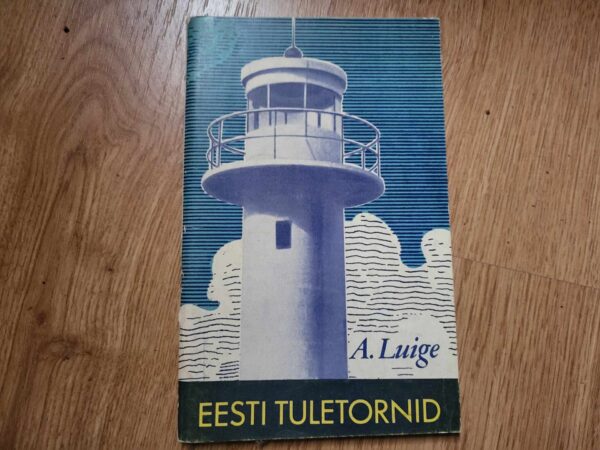 A. Luige
EESTI TULETORNID